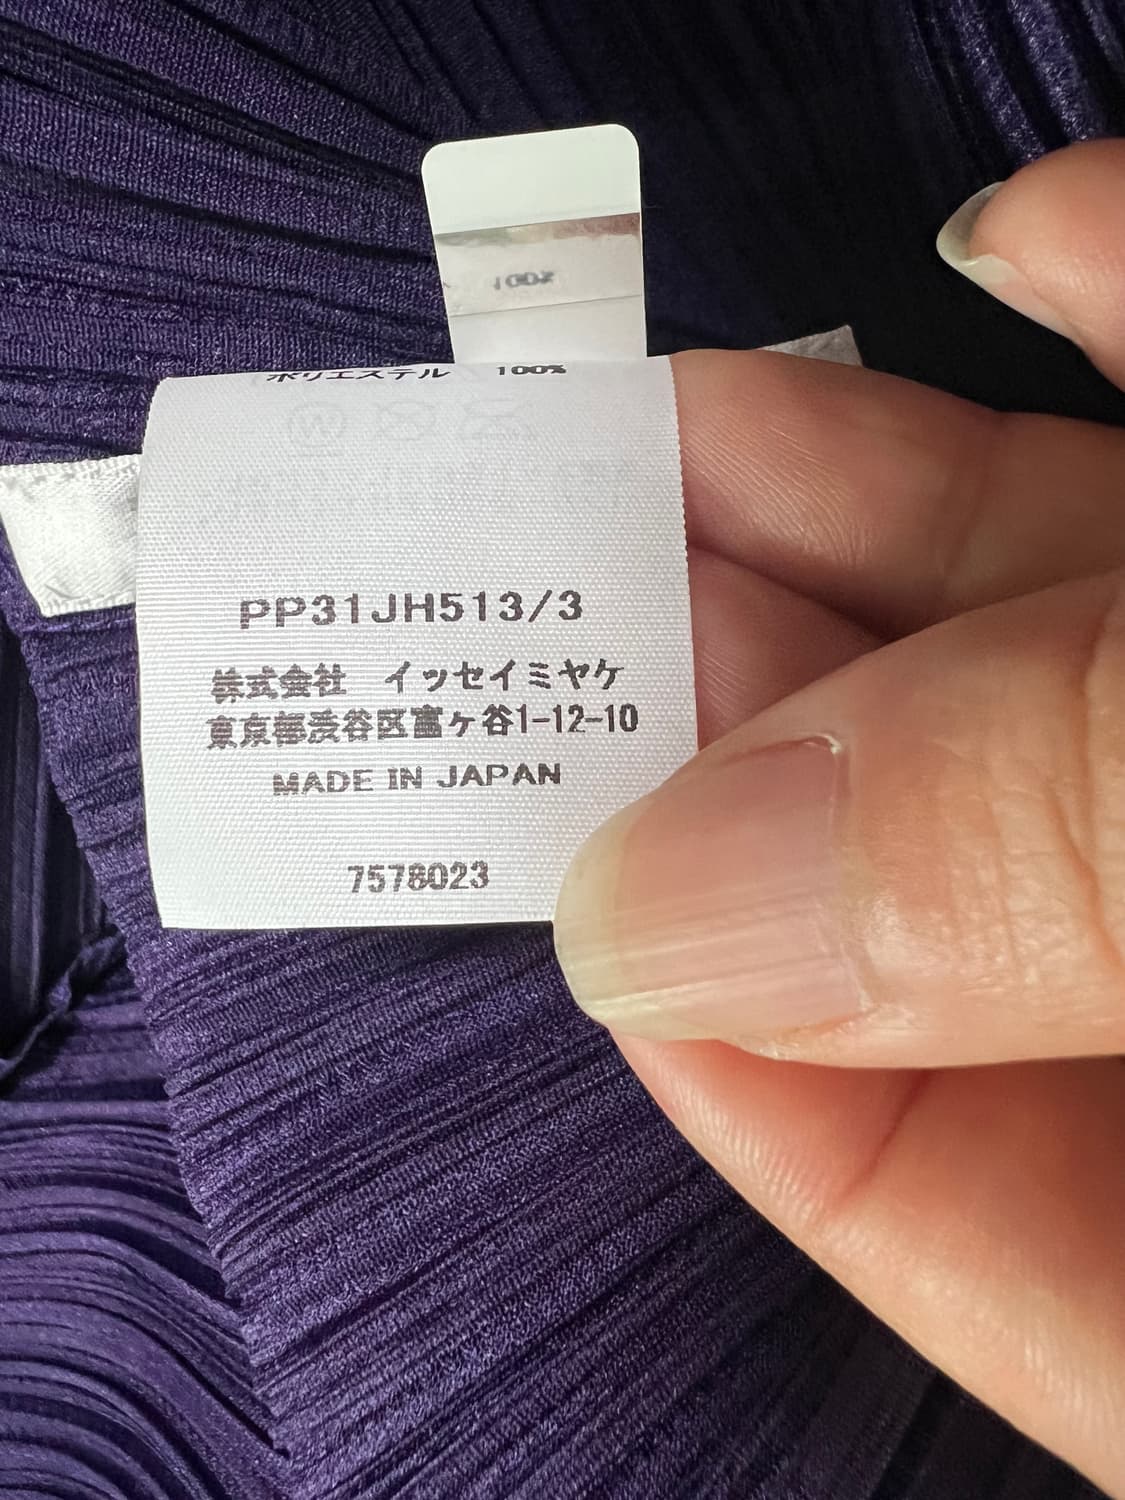 100%
ポリエステル 100%
PP31JH513/3
株式会社 イッセイミヤケ
東京都渋谷区富ヶ谷1-12-10
MADE IN JAPAN
7578023